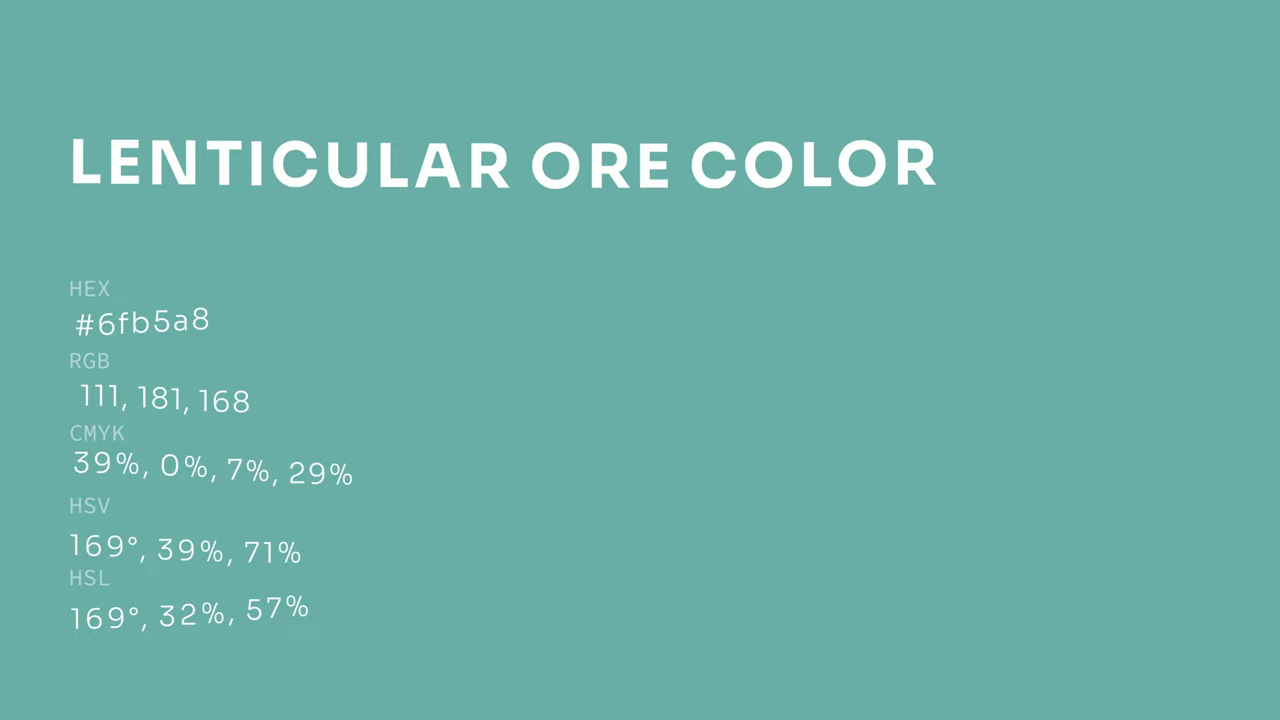 LENTICULAR ORE COLOR
HEX
#6fb5a8
RGB
111, 181, 168
CMYK
39%, 0%, 7%, 29%
HSV
169°, 39%, 71%
HSL
169°, 32%, 57%